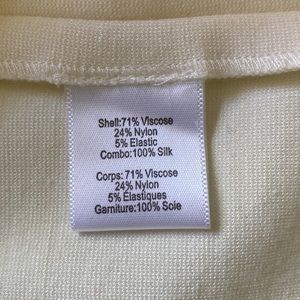 Shell:71% Viscose
24% Nylon
5% Elastic
Combo:100% Silk
Corps: 71% Viscose
24% Nylon
5% Elastiques
Garniture:100% Soie